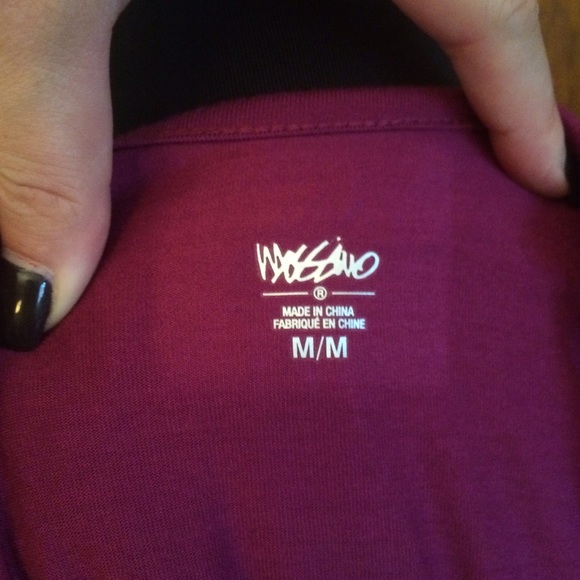 Mossimo
®
MADE IN CHINA
FABRIQUÉ EN CHINE
M/M